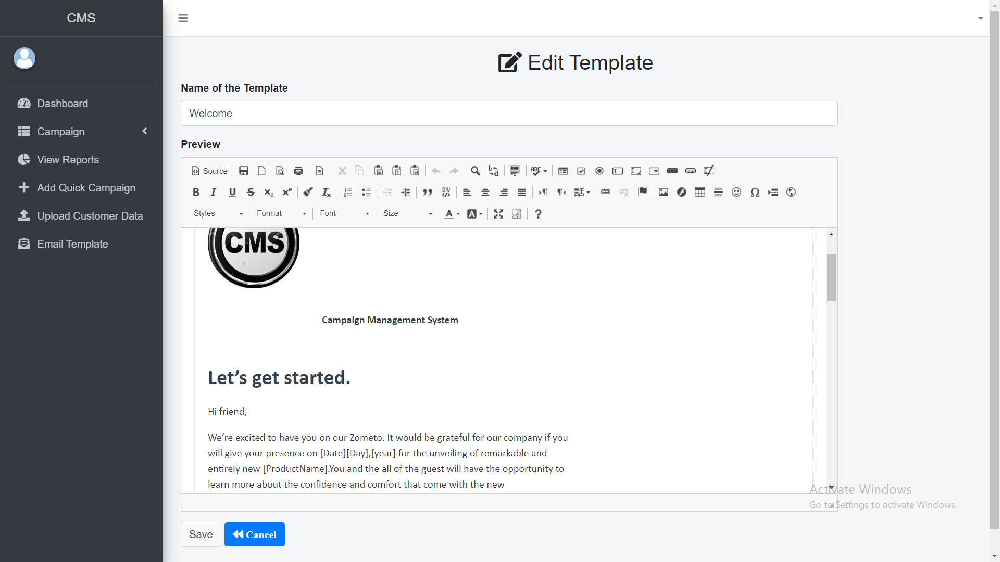 CMS
Edit Template
Name of the Template
Dashboard
Welcome
Campaign
Preview
View Reports
Source
Add Quick Campaign
Upload Customer Data
Styles Format Font Size
Email Template
CMS
Campaign Management System
Let’s get started.
Hi friend,
We’re excited to have you on our Zometo. It would be grateful for our company if you
will give your presence on [Date][Day],[year] for the unveiling of remarkable and
entirely new [ProductName].You and the all of the guest will have the opportunity to
learn more about the confidence and comfort that come with the new
Activate Windows
Go to Settings to activate Windows.
Save Cancel